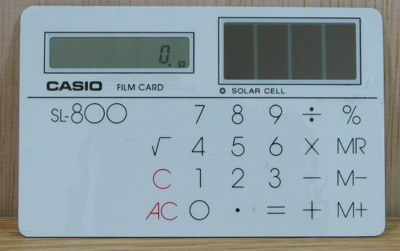 0.
CASIO FILM CARD SOLAR CELL
SL-800 7 8 9 ÷ %
√ 4 5 6 × MR
C 1 2 3 − M−
AC 0 · = + M+